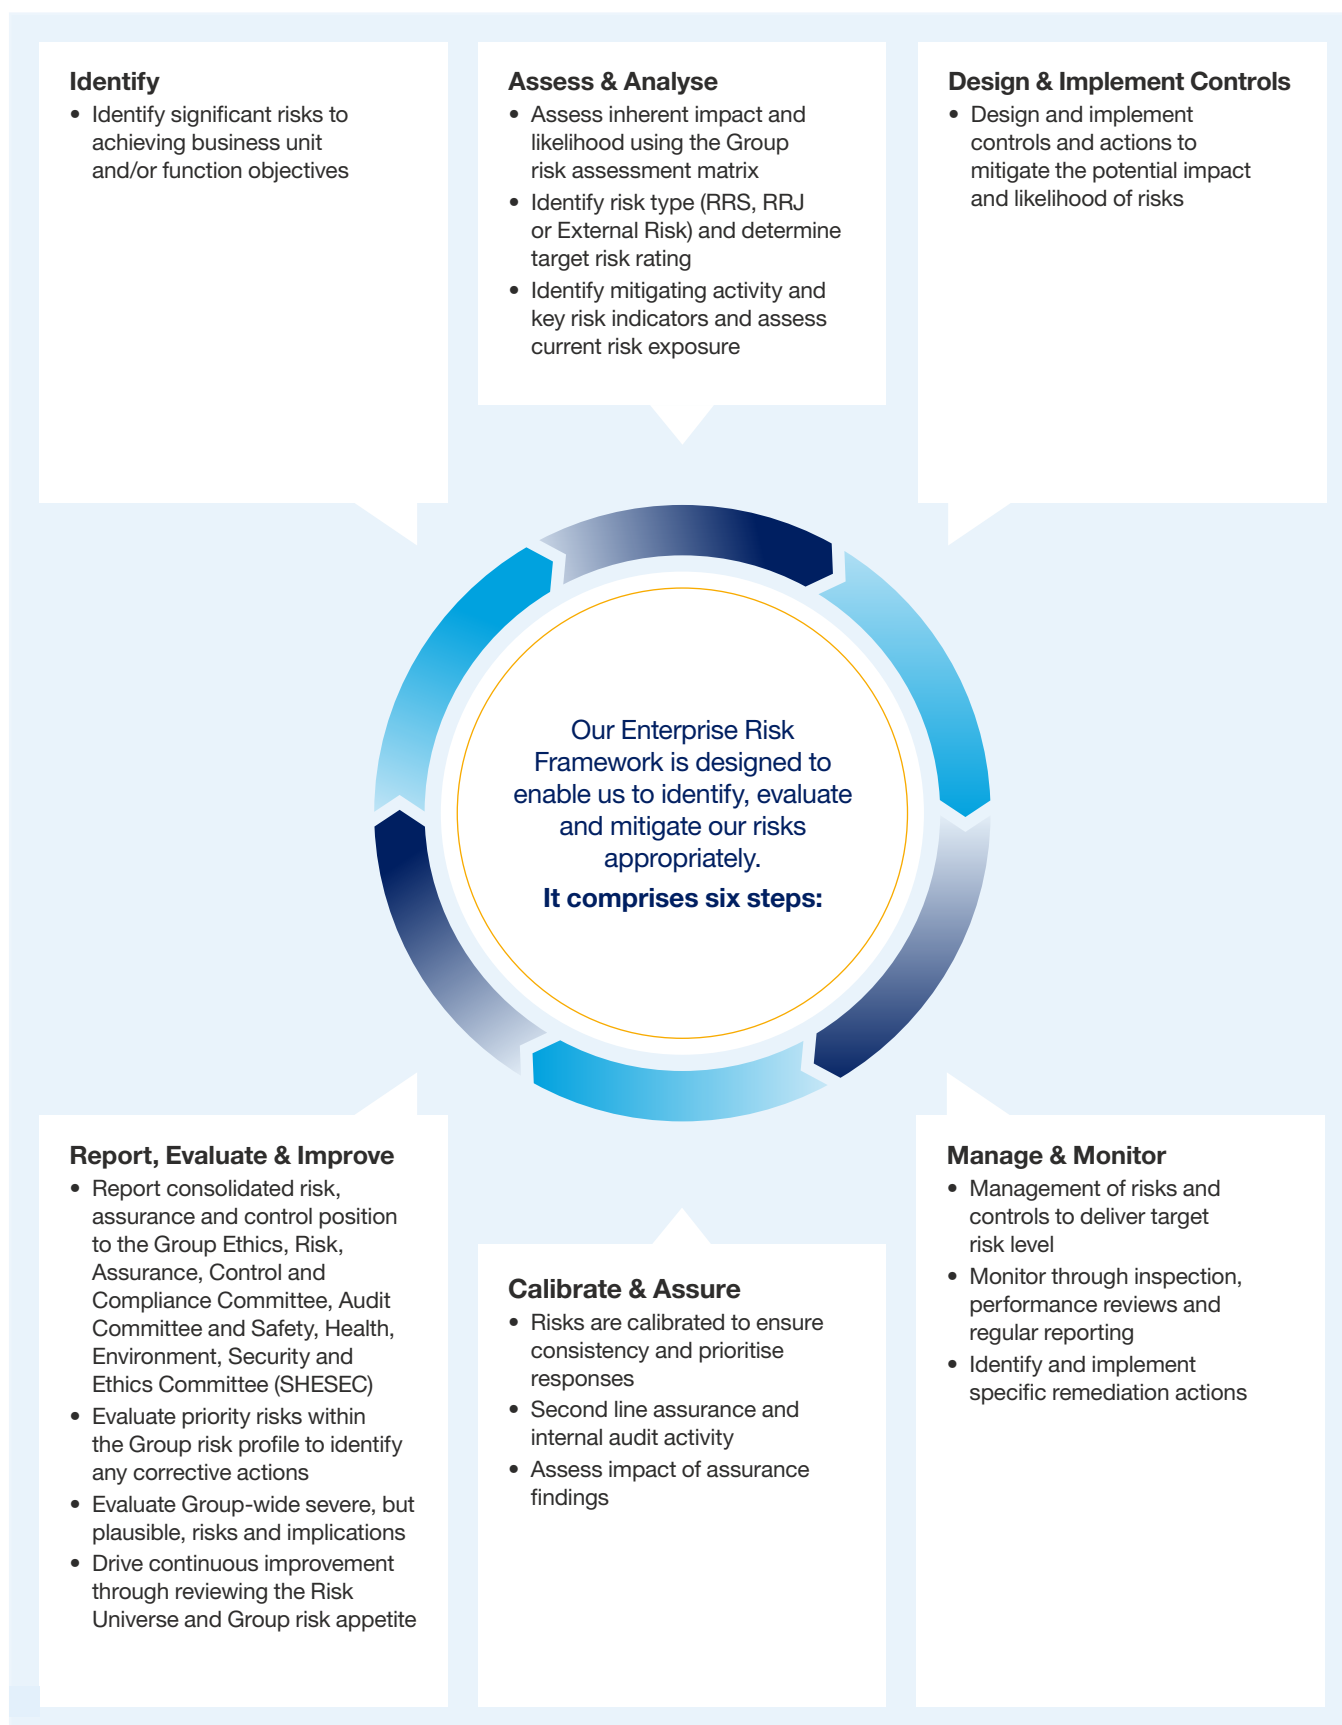 Identify
• Identify significant risks to
achieving business unit
and/or function objectives
Assess & Analyse
• Assess inherent impact and
likelihood using the Group
risk assessment matrix
• Identify risk type (RRS, RRJ
or External Risk) and determine
target risk rating
• Identify mitigating activity and
key risk indicators and assess
current risk exposure
Design & Implement Controls
• Design and implement
controls and actions to
mitigate the potential impact
and likelihood of risks
Our Enterprise Risk
Framework is designed to
enable us to identify, evaluate
and mitigate our risks
appropriately.
It comprises six steps:
Report, Evaluate & Improve
• Report consolidated risk,
assurance and control position
to the Group Ethics, Risk,
Assurance, Control and
Compliance Committee, Audit
Committee and Safety, Health,
Environment, Security and
Ethics Committee (SHESEC)
• Evaluate priority risks within
the Group risk profile to identify
any corrective actions
• Evaluate Group-wide severe, but
plausible, risks and implications
• Drive continuous improvement
through reviewing the Risk
Universe and Group risk appetite
Calibrate & Assure
• Risks are calibrated to ensure
consistency and prioritise
responses
• Second line assurance and
internal audit activity
• Assess impact of assurance
findings
Manage & Monitor
• Management of risks and
controls to deliver target
risk level
• Monitor through inspection,
performance reviews and
regular reporting
• Identify and implement
specific remediation actions